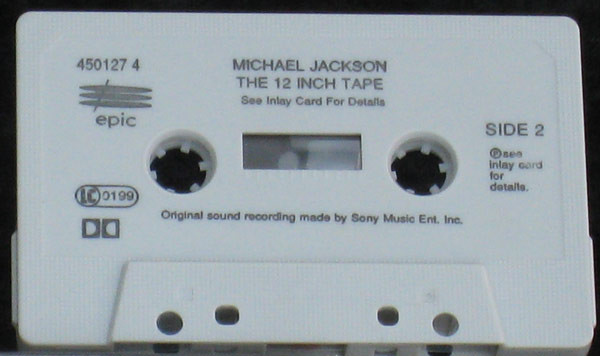 450127 4
MICHAEL JACKSON
THE 12 INCH TAPE
See Inlay Card For Details
epic
SIDE 2
Ⓟsee
inlay card
for
details.
LC 0199
Original sound recording made by Sony Music Ent. Inc.